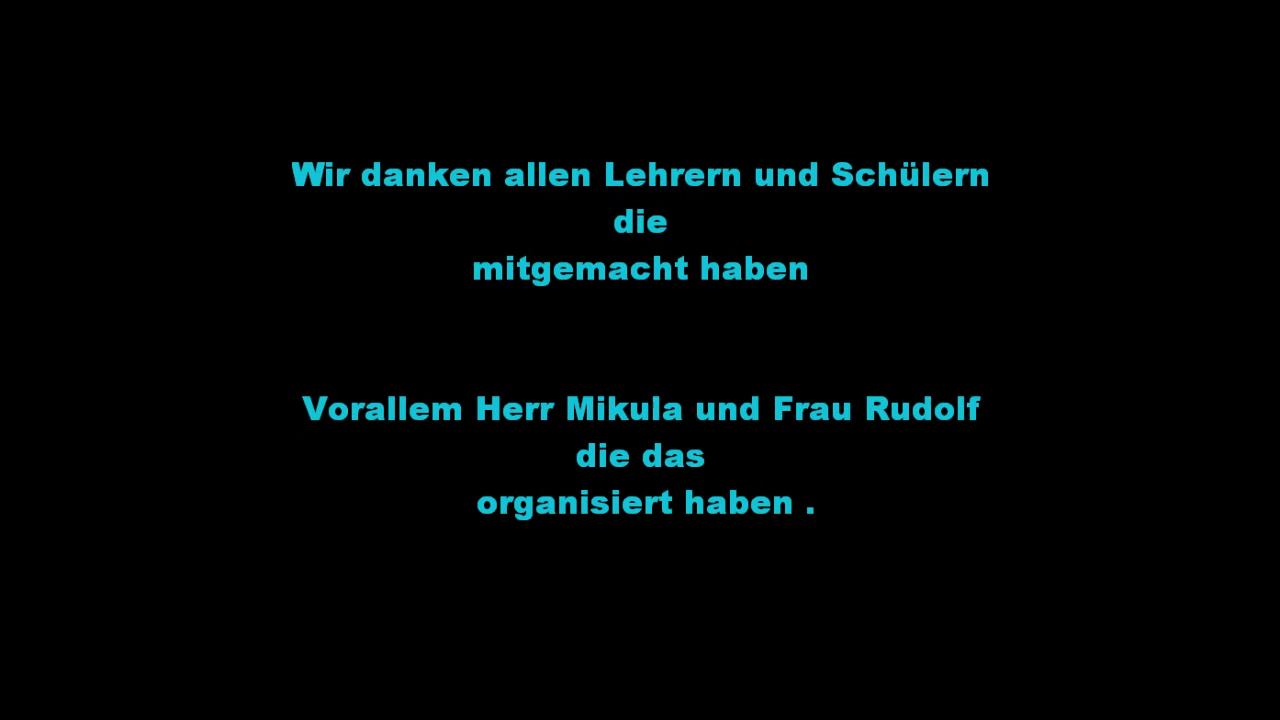 Wir danken allen Lehrern und Schülern
die
mitgemacht haben
Vorallem Herr Mikula und Frau Rudolf
die das
organisiert haben .